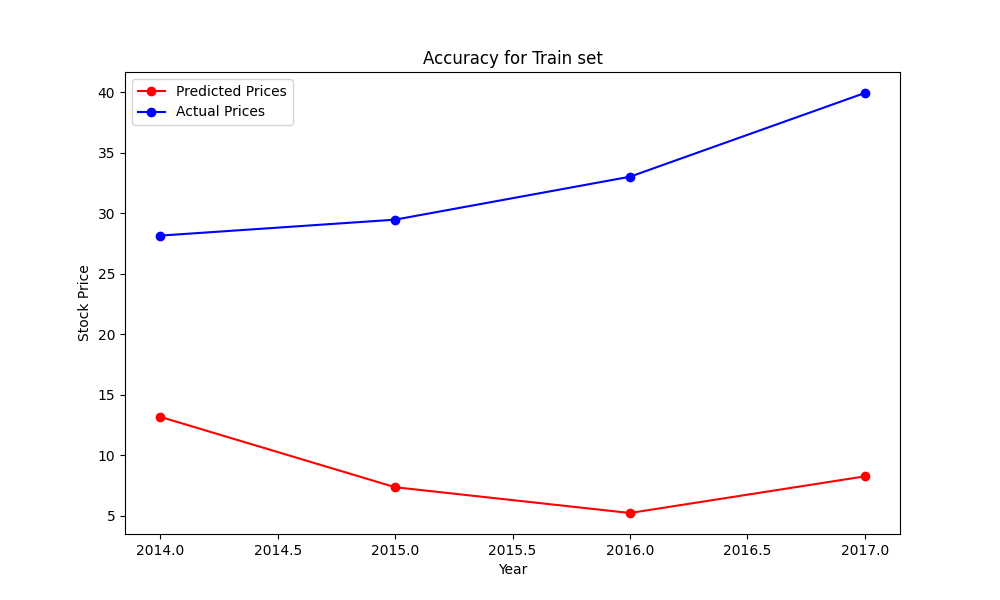 Accuracy for Train set
Predicted Prices
Actual Prices
40
35
30
25
20
15
10
5
Stock Price
2014.0 2014.5 2015.0 2015.5 2016.0 2016.5 2017.0
Year